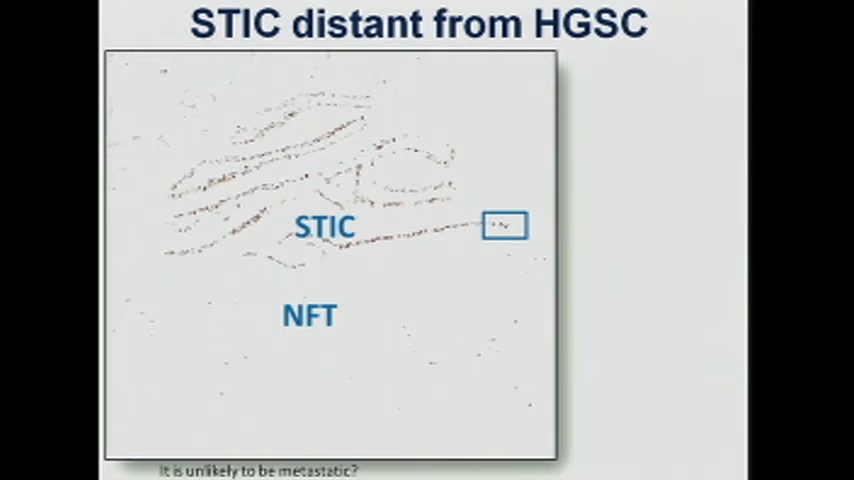 STIC distant from HGSC
STIC
NFT
It is unlikely to be metastatic?